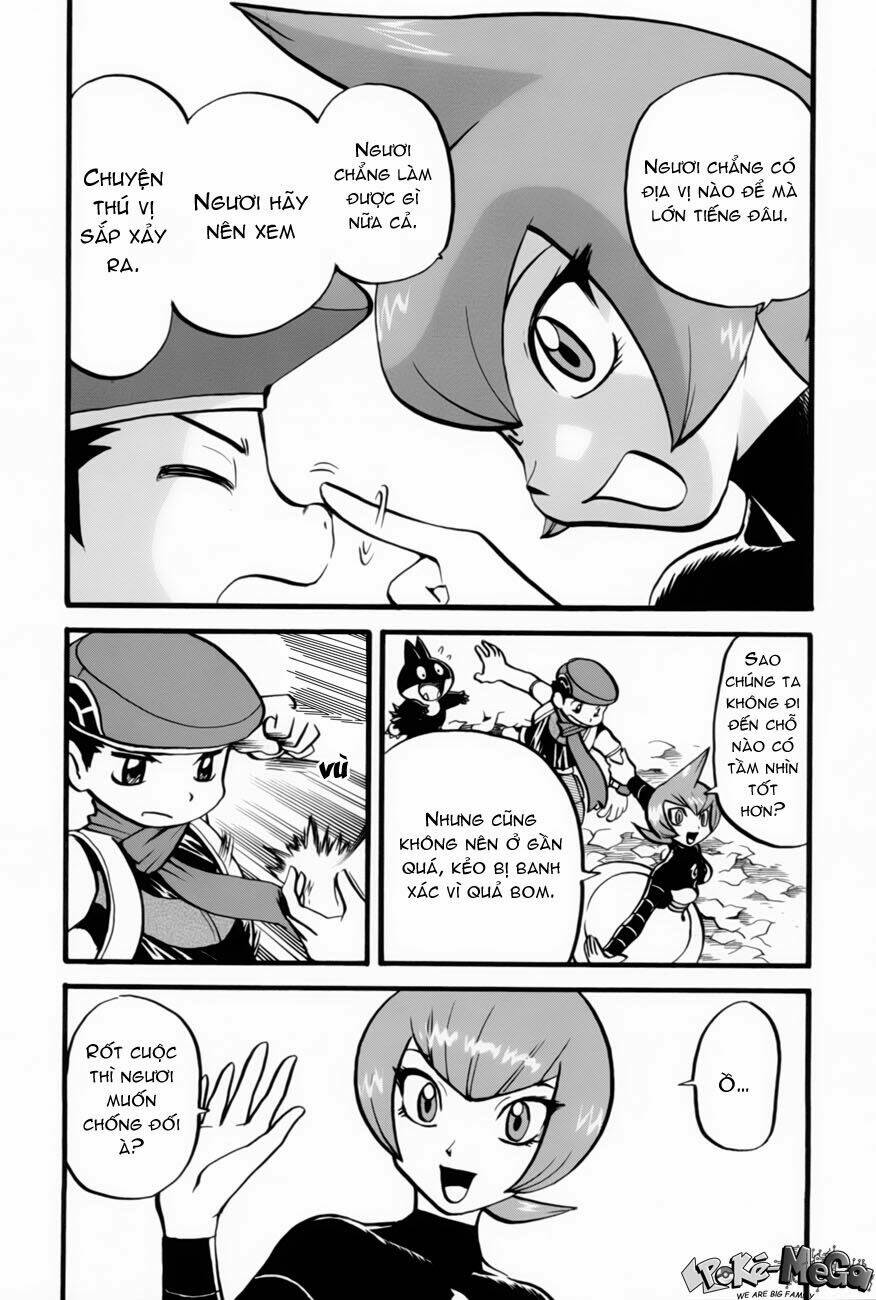 Ngươi chẳng có
địa vị nào để mà
lớn tiếng đâu.
Ngươi
chẳng làm
được gì
nữa cả.
Ngươi hãy
nên xem
Chuyện
thú vị
sắp xảy
ra.
Sao
chúng ta
không đi
đến chỗ
nào có
tầm nhìn
tốt
hơn?
Nhưng cũng
không nên ở gần
quá, kẻo bị banh
xác vì quả bom.
vù
Ồ...
Rốt cuộc
thì ngươi
muốn
chống đối
à?
Poké-Mega
WE ARE BIG FAMILY